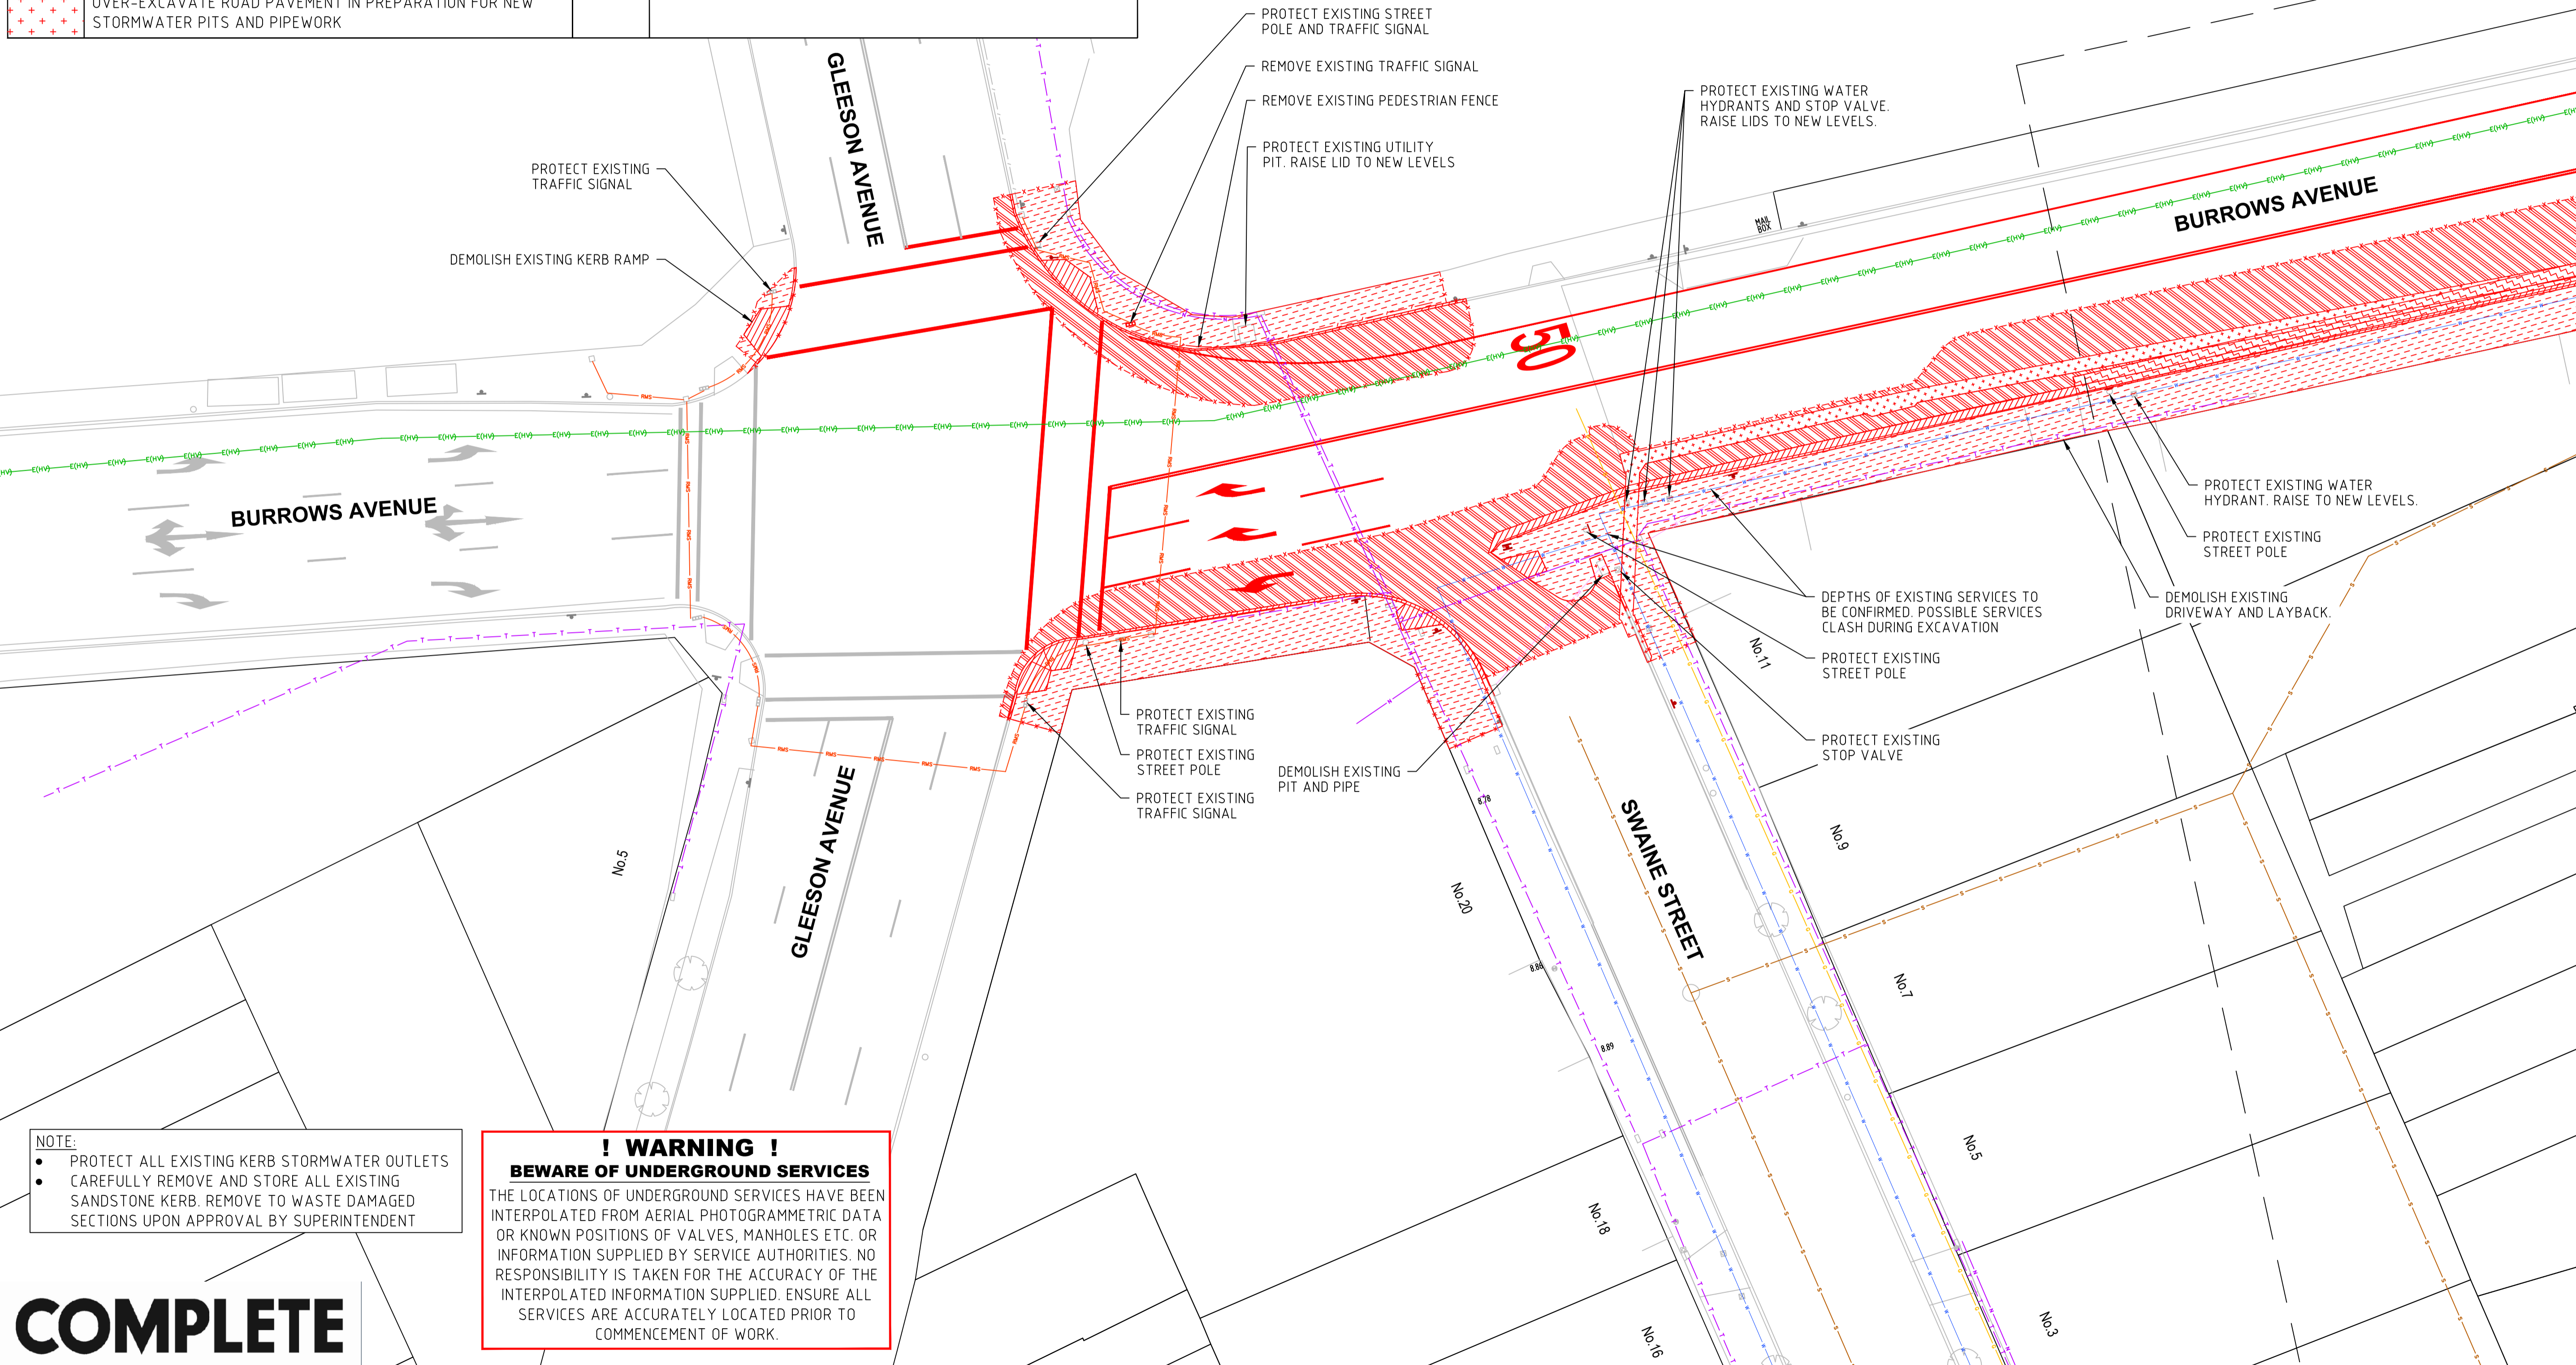 OVER-EXCAVATE ROAD PAVEMENT IN PREPARATION FOR NEW
STORMWATER PITS AND PIPEWORK
PROTECT EXISTING STREET
POLE AND TRAFFIC SIGNAL
REMOVE EXISTING TRAFFIC SIGNAL
REMOVE EXISTING PEDESTRIAN FENCE
PROTECT EXISTING UTILITY
PIT. RAISE LID TO NEW LEVELS
PROTECT EXISTING WATER
HYDRANTS AND STOP VALVE.
RAISE LIDS TO NEW LEVELS.
GLEESON AVENUE
PROTECT EXISTING
TRAFFIC SIGNAL
DEMOLISH EXISTING KERB RAMP
MAIL
BOX
BURROWS AVENUE
50
BURROWS AVENUE
PROTECT EXISTING WATER
HYDRANT. RAISE TO NEW LEVELS.
PROTECT EXISTING
STREET POLE
DEMOLISH EXISTING
DRIVEWAY AND LAYBACK.
DEPTHS OF EXISTING SERVICES TO
BE CONFIRMED. POSSIBLE SERVICES
CLASH DURING EXCAVATION
PROTECT EXISTING
STREET POLE
PROTECT EXISTING
STOP VALVE
PROTECT EXISTING
TRAFFIC SIGNAL
PROTECT EXISTING
STREET POLE
PROTECT EXISTING
TRAFFIC SIGNAL
DEMOLISH EXISTING
PIT AND PIPE
GLEESON AVENUE
SWAINE STREET
No.5
No.11
No.9
No.7
No.5
No.3
No.20
No.18
No.16
8.78
8.86
8.89
NOTE:
● PROTECT ALL EXISTING KERB STORMWATER OUTLETS
● CAREFULLY REMOVE AND STORE ALL EXISTING
SANDSTONE KERB. REMOVE TO WASTE DAMAGED
SECTIONS UPON APPROVAL BY SUPERINTENDENT
! WARNING !
BEWARE OF UNDERGROUND SERVICES
THE LOCATIONS OF UNDERGROUND SERVICES HAVE BEEN
INTERPOLATED FROM AERIAL PHOTOGRAMMETRIC DATA
OR KNOWN POSITIONS OF VALVES, MANHOLES ETC. OR
INFORMATION SUPPLIED BY SERVICE AUTHORITIES. NO
RESPONSIBILITY IS TAKEN FOR THE ACCURACY OF THE
INTERPOLATED INFORMATION SUPPLIED. ENSURE ALL
SERVICES ARE ACCURATELY LOCATED PRIOR TO
COMMENCEMENT OF WORK.
COMPLETE